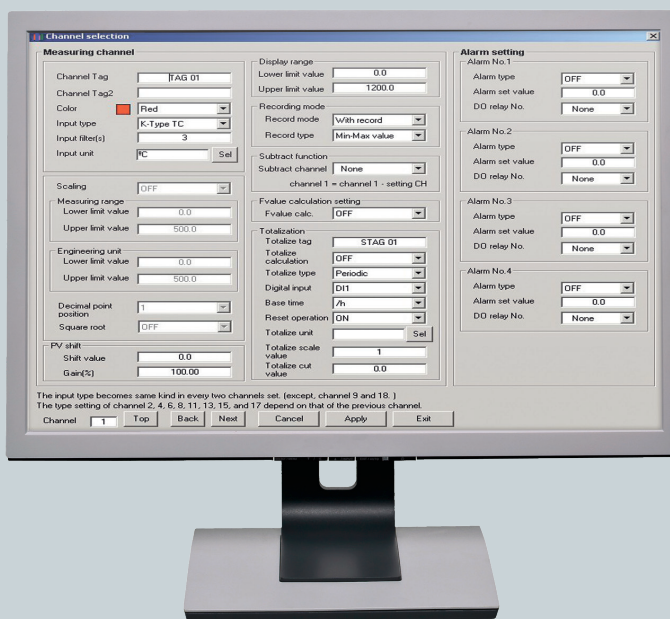 Channel selection
Measuring channel
Channel Tag TAG 01
Channel Tag2
Color Red
Input type K-Type TC
Input filter(s) 3
Input unit ºC Sel
Scaling OFF
Measuring range
Lower limit value 0.0
Upper limit value 500.0
Engineering unit
Lower limit value 0.0
Upper limit value 500.0
Decimal point position 1
Square root OFF
PV shift
Shift value 0.0
Gain(%) 100.00
Display range
Lower limit value 0.0
Upper limit value 1200.0
Recording mode
Record mode With record
Record type Min-Max value
Subtract function
Subtract channel None
channel 1 = channel 1 - setting CH
Fvalue calculation setting
Fvalue calc. OFF
Totalization
Totalize tag STAG 01
Totalize calculation OFF
Totalize type Periodic
Digital input DI1
Base time /h
Reset operation ON
Totalize unit Sel
Totalize scale value 1
Totalize cut value 0.0
Alarm setting
Alarm No.1
Alarm type OFF
Alarm set value 0.0
DO relay No. None
Alarm No.2
Alarm type OFF
Alarm set value 0.0
DO relay No. None
Alarm No.3
Alarm type OFF
Alarm set value 0.0
DO relay No. None
Alarm No.4
Alarm type OFF
Alarm set value 0.0
DO relay No. None
The input type becomes same kind in every two channels set. (except, channel 9 and 18. )
The type setting of channel 2, 4, 6, 8, 11, 13, 15, and 17 depend on that of the previous channel.
Channel 1 Top Back Next Cancel Apply Exit